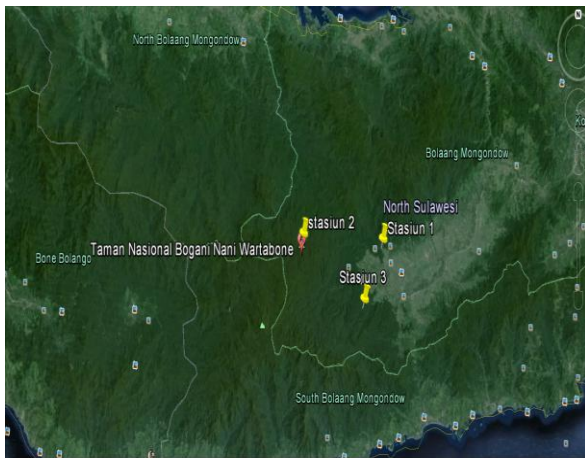 North Bolaang Mongondow
Bolaang Mongondow
North Sulawesi
stasiun 2
Stasiun 1
Taman Nasional Bogani Nani Wartabone
Bone Bolango
Stasiun 3
South Bolaang Mongondow